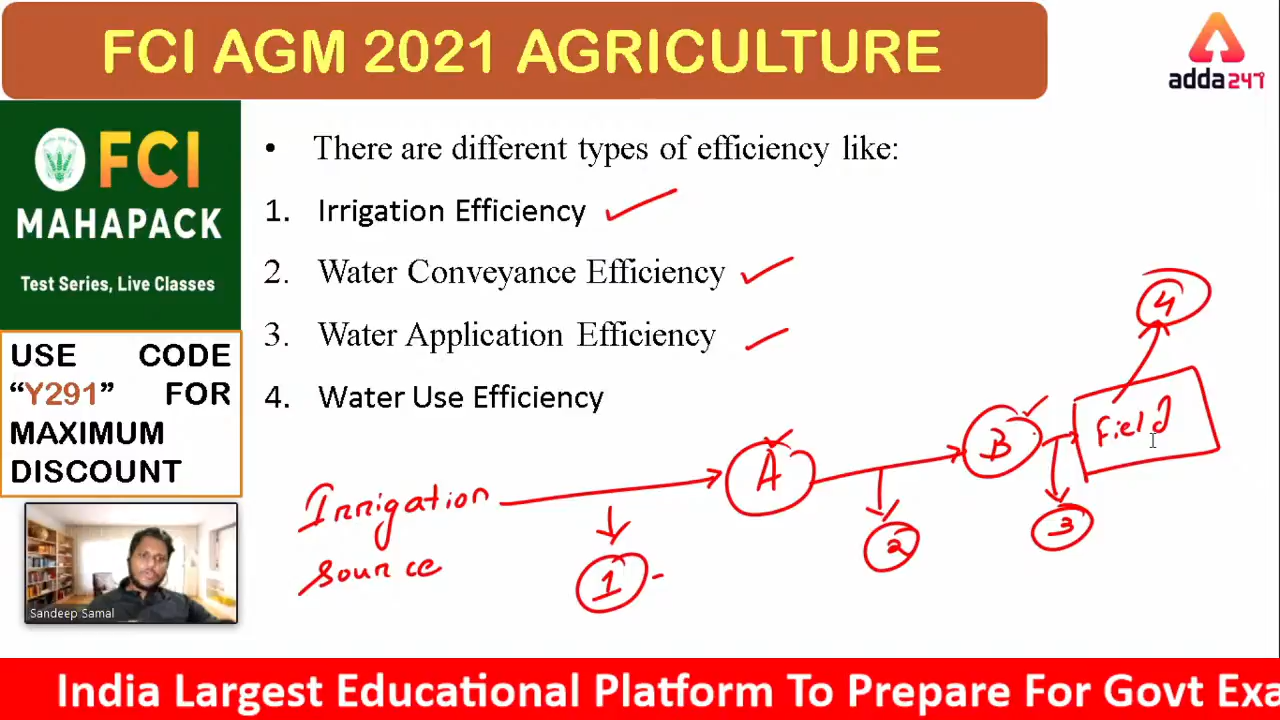 FCI AGM 2021 AGRICULTURE
adda247
FCI
MAHAPACK
Test Series, Live Classes
USE CODE
“Y291” FOR
MAXIMUM
DISCOUNT
Sandeep Samal
• There are different types of efficiency like:
1. Irrigation Efficiency
2. Water Conveyance Efficiency
3. Water Application Efficiency
4. Water Use Efficiency
Irrigation
source
1
A
2
B
3
Field
4
India Largest Educational Platform To Prepare For Govt Exa